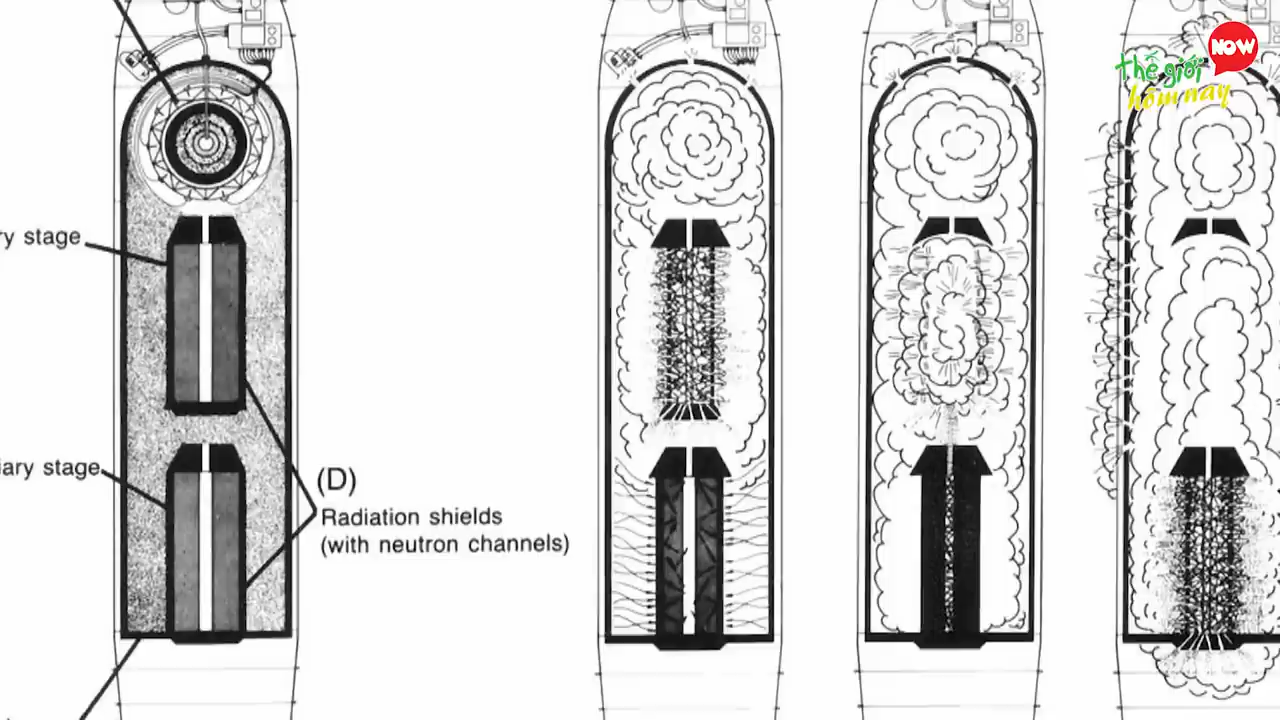 NOW
thế giới
hôm nay
ry stage
iary stage
(D)
Radiation shields
(with neutron channels)